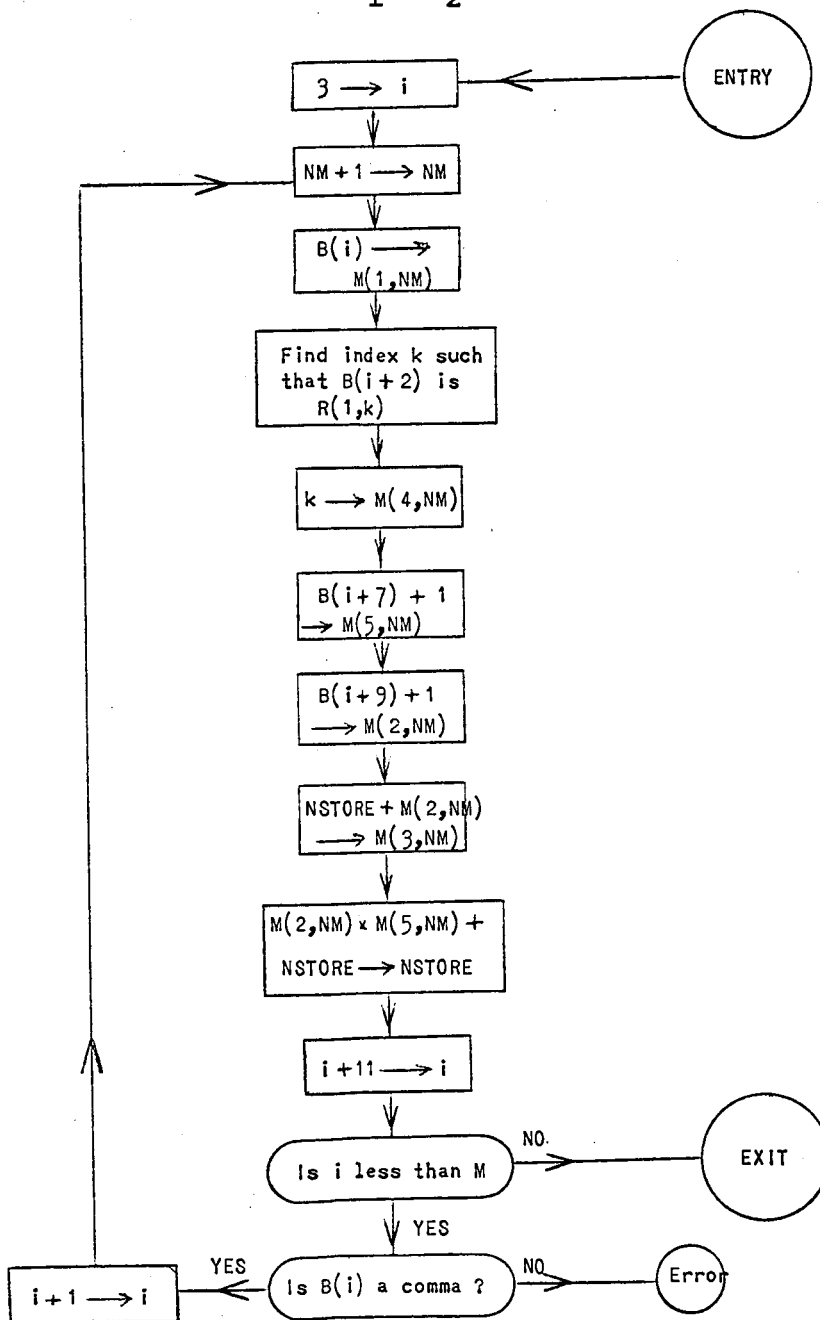 1 2
ENTRY
3 → i
NM + 1 → NM
B(i) →
M(1,NM)
Find index k such
that B(i+2) is
R(1,k)
k → M(4,NM)
B(i+7) + 1
→ M(5,NM)
B(i+9) + 1
→ M(2,NM)
NSTORE + M(2,NM)
→ M(3,NM)
M(2,NM) x M(5,NM) +
NSTORE → NSTORE
i +11 → i
Is i less than M
NO.
EXIT
YES
Is B(i) a comma ?
NO
Error
YES
i + 1 → i